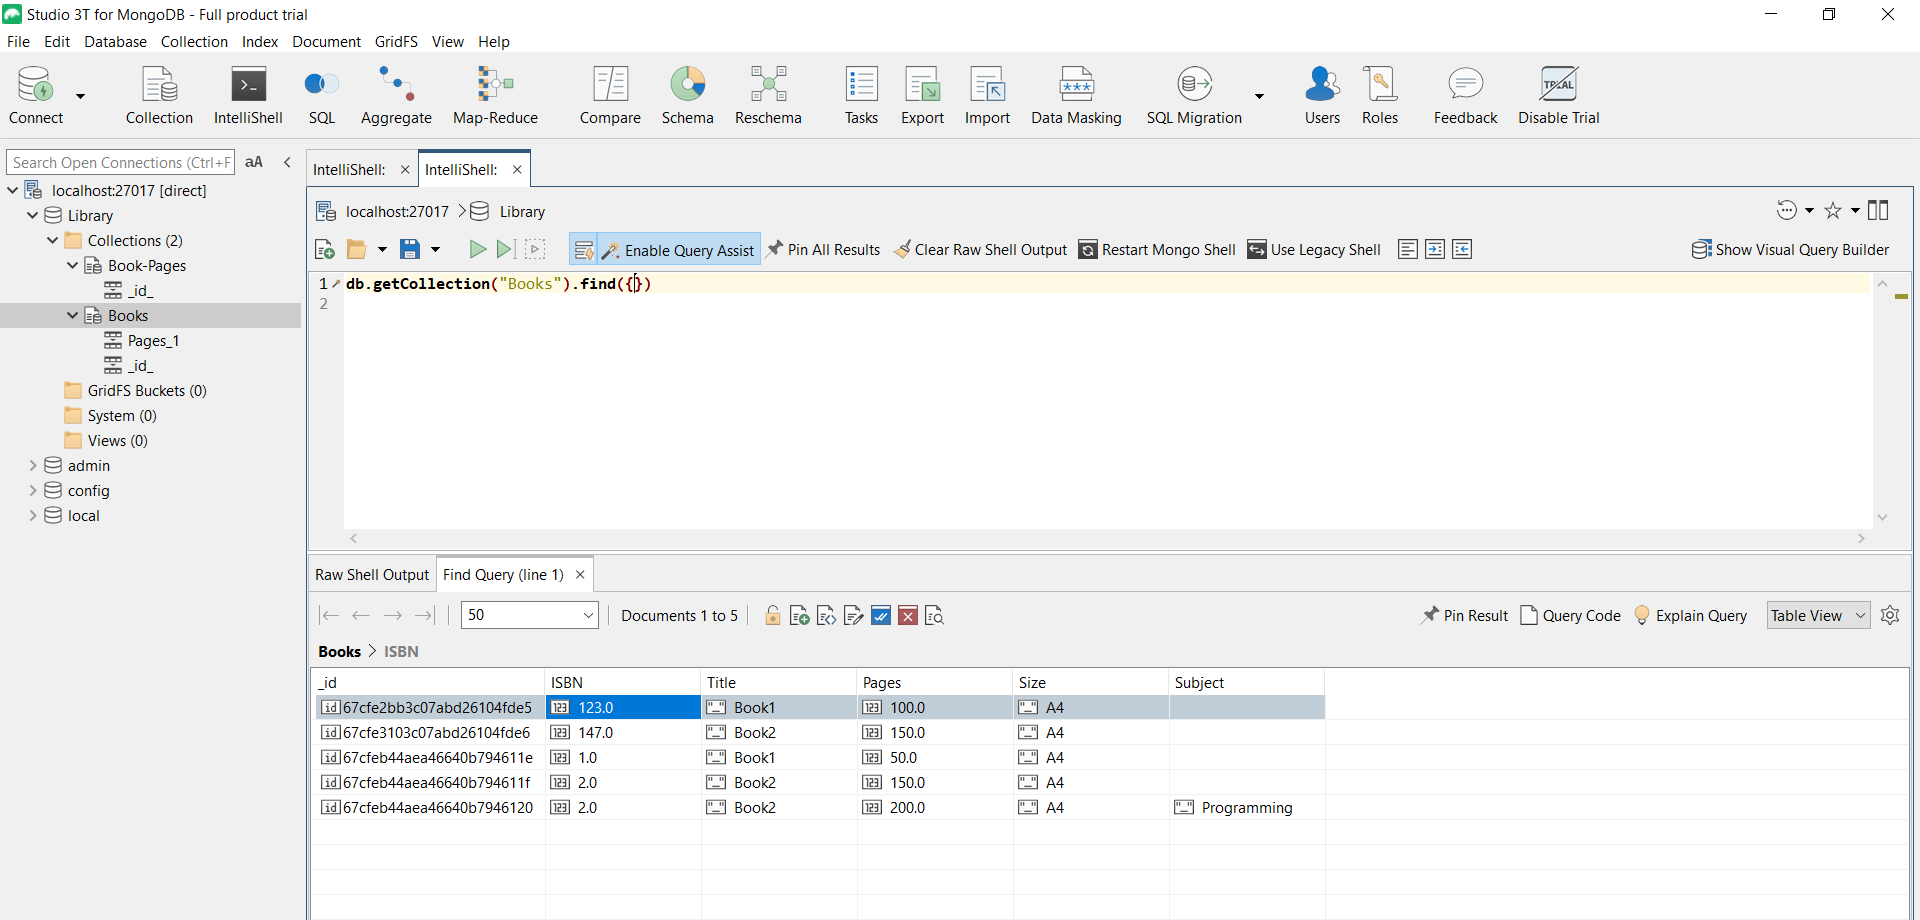 Studio 3T for MongoDB - Full product trial
File Edit Database Collection Index Document GridFS View Help
Connect Collection IntelliShell SQL Aggregate Map-Reduce Compare Schema Reschema Tasks Export Import Data Masking SQL Migration Users Roles Feedback Disable Trial
Search Open Connections (Ctrl+F aA
localhost:27017 [direct]
Library
Collections (2)
Book-Pages
_id_
Books
Pages_1
_id_
GridFS Buckets (0)
System (0)
Views (0)
admin
config
local
IntelliShell: IntelliShell:
localhost:27017 Library
Enable Query Assist Pin All Results Clear Raw Shell Output Restart Mongo Shell Use Legacy Shell Show Visual Query Builder
1 db.getCollection("Books").find({})
2
Raw Shell Output Find Query (line 1)
50 Documents 1 to 5 Pin Result Query Code Explain Query Table View
Books > ISBN
_id ISBN Title Pages Size Subject
67cfe2bb3c07abd26104fde5 123.0 Book1 100.0 A4
67cfe3103c07abd26104fde6 147.0 Book2 150.0 A4
67cfeb44aea46640b794611e 1.0 Book1 50.0 A4
67cfeb44aea46640b794611f 2.0 Book2 150.0 A4
67cfeb44aea46640b7946120 2.0 Book2 200.0 A4 Programming